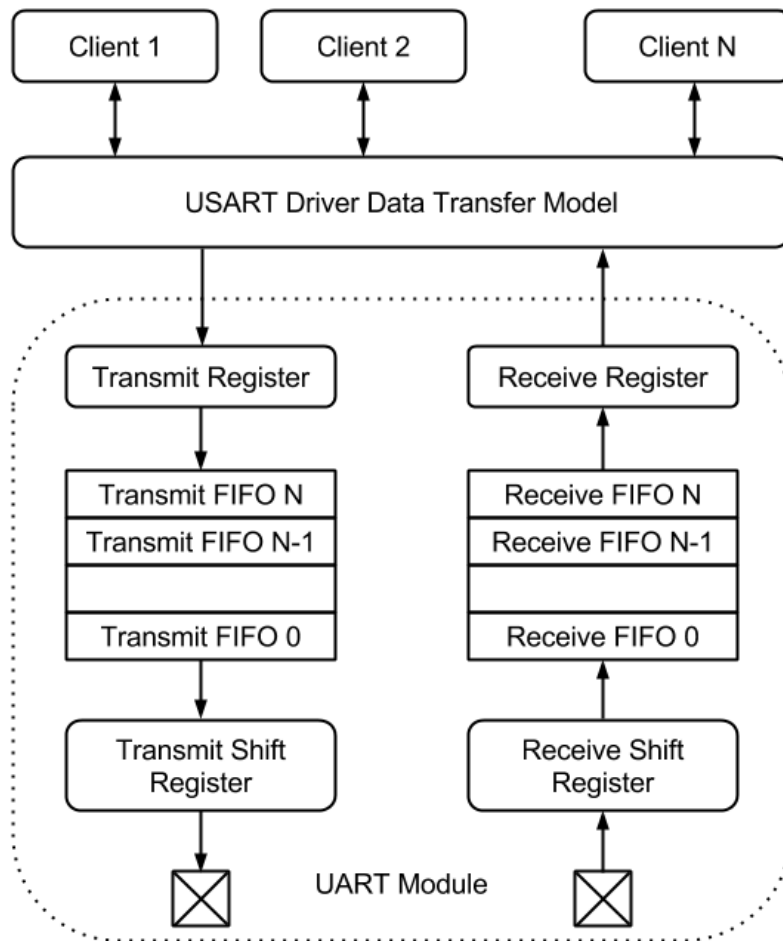 Client 1
Client 2
Client N
USART Driver Data Transfer Model
Transmit Register
Receive Register
Transmit FIFO N
Transmit FIFO N-1
Transmit FIFO 0
Receive FIFO N
Receive FIFO N-1
Receive FIFO 0
Transmit Shift
Register
Receive Shift
Register
UART Module